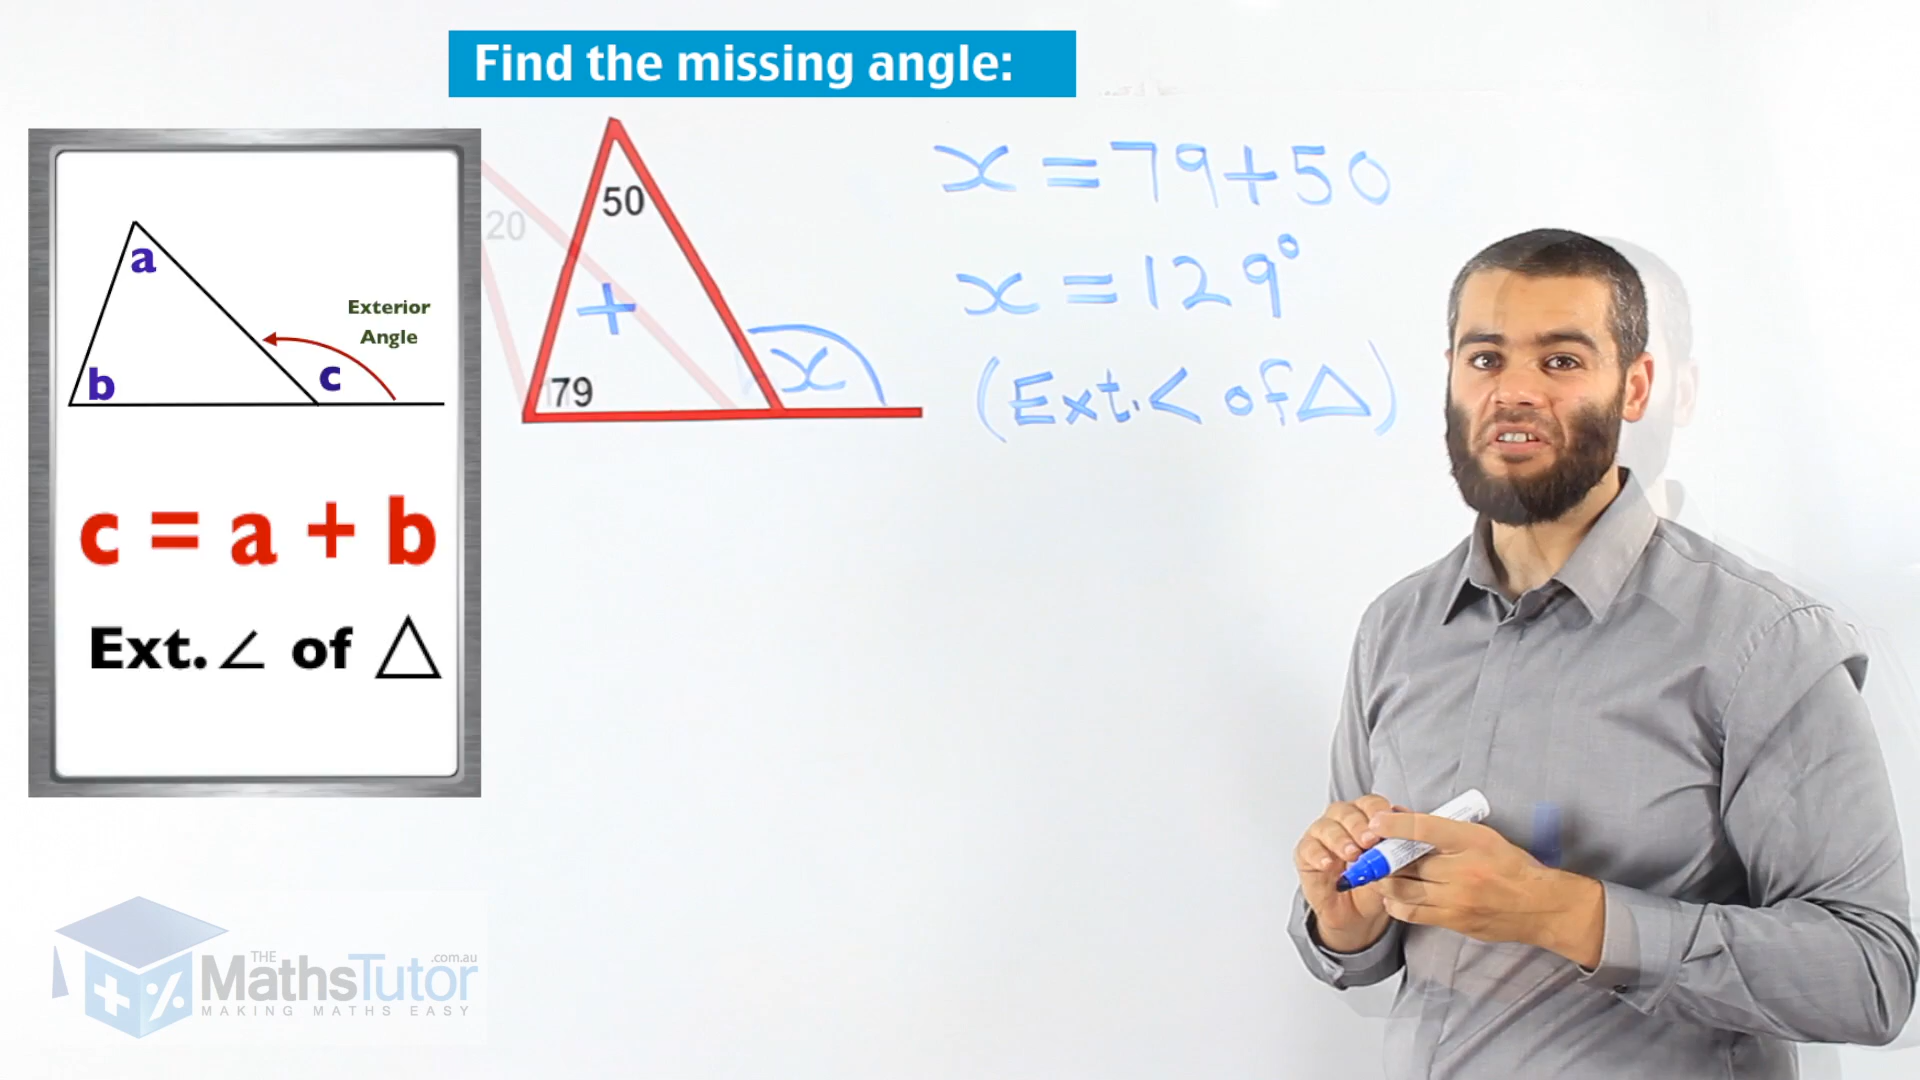 Find the missing angle:
a
b
c
Exterior
Angle
c = a + b
Ext. ∠ of △
20
50
+
79
x
x = 79 + 50
x = 129°
(Ext. < of △)
THE
MathsTutor
.com.au
MAKING MATHS EASY